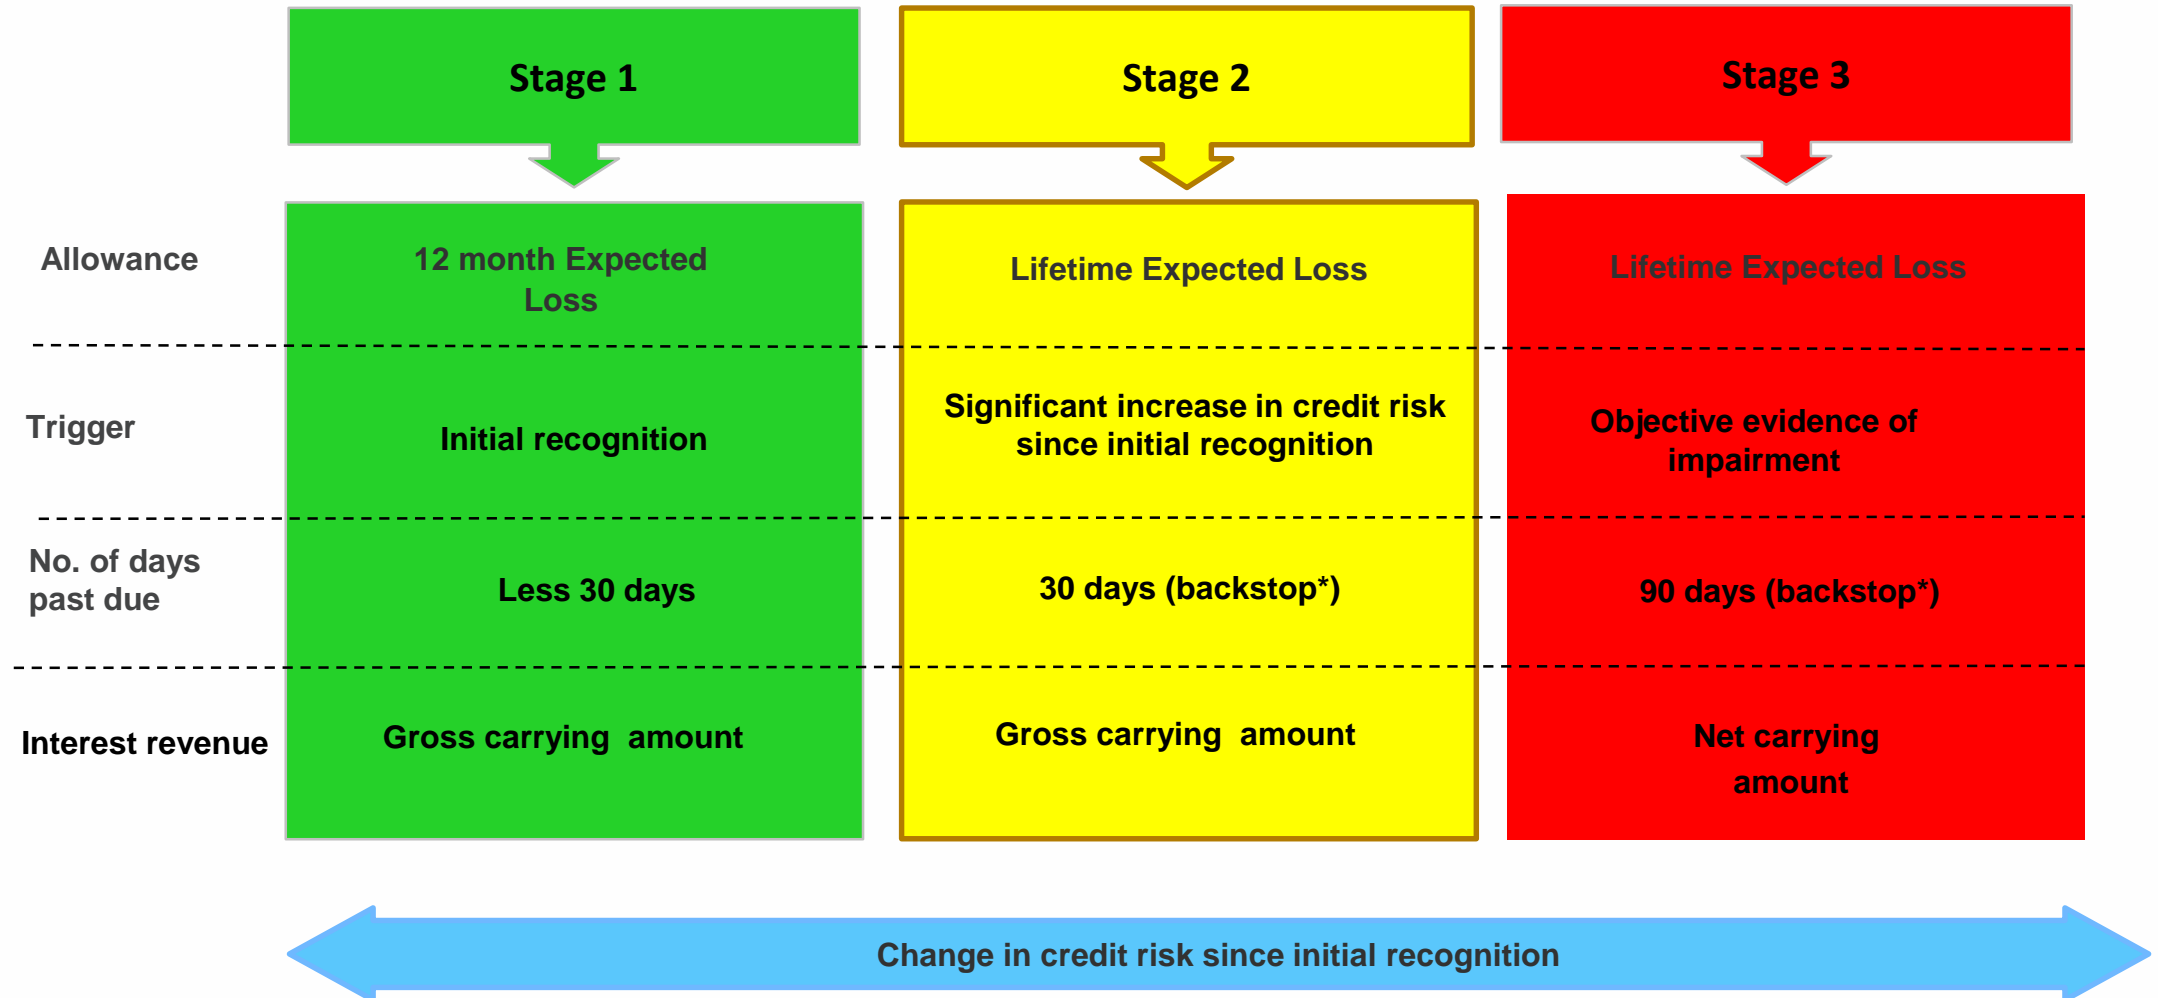 Stage 1
Stage 2
Stage 3
Allowance
12 month Expected
Loss
Lifetime Expected Loss
Lifetime Expected Loss
Trigger
Initial recognition
Significant increase in credit risk
since initial recognition
Objective evidence of
impairment
No. of days
past due
Less 30 days
30 days (backstop*)
90 days (backstop*)
Interest revenue
Gross carrying  amount
Gross carrying  amount
Net carrying
amount
Change in credit risk since initial recognition